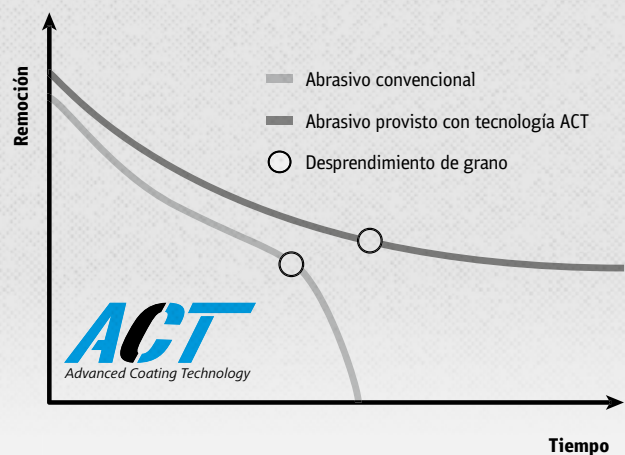 Remoción
Abrasivo convencional
Abrasivo provisto con tecnología ACT
Desprendimiento de grano
ACT
Advanced Coating Technology
Tiempo